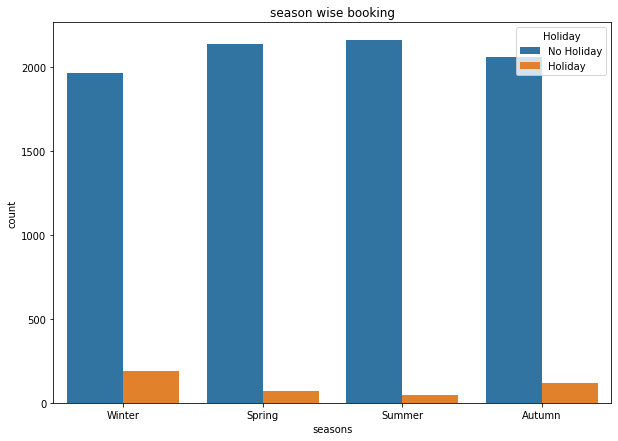 season wise booking
Holiday
No Holiday
Holiday
count
2000
1500
1000
500
0
Winter Spring Summer Autumn
seasons